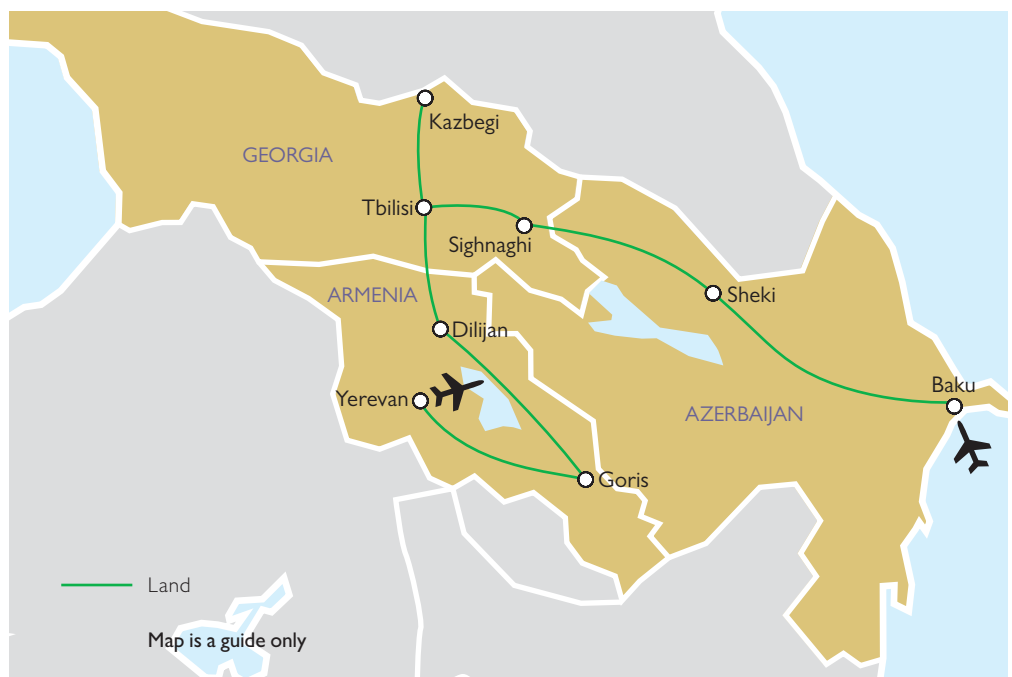 Kazbegi
GEORGIA
Tbilisi
Sighnaghi
ARMENIA
Sheki
Dilijan
Baku
Yerevan
AZERBAIJAN
Goris
Land
Map is a guide only